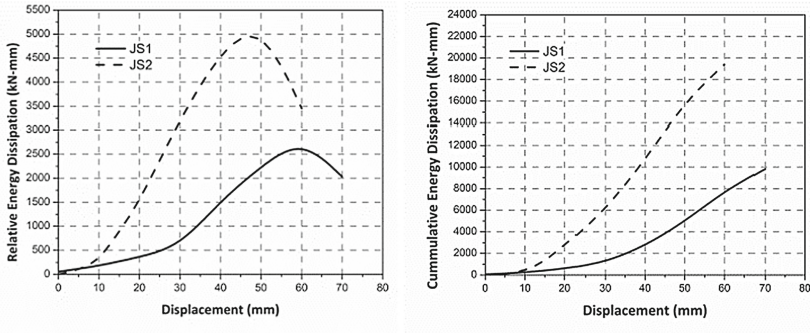 Relative Energy Dissipation (kN-mm)
5500
5000
4500
4000
3500
3000
2500
2000
1500
1000
500
0
JS1
JS2
0 10 20 30 40 50 60 70 80
Displacement (mm)
Cummulative Energy Dissipation (kN-mm)
24000
22000
20000
18000
16000
14000
12000
10000
8000
6000
4000
2000
0
JS1
JS2
0 10 20 30 40 50 60 70 80
Displacement (mm)